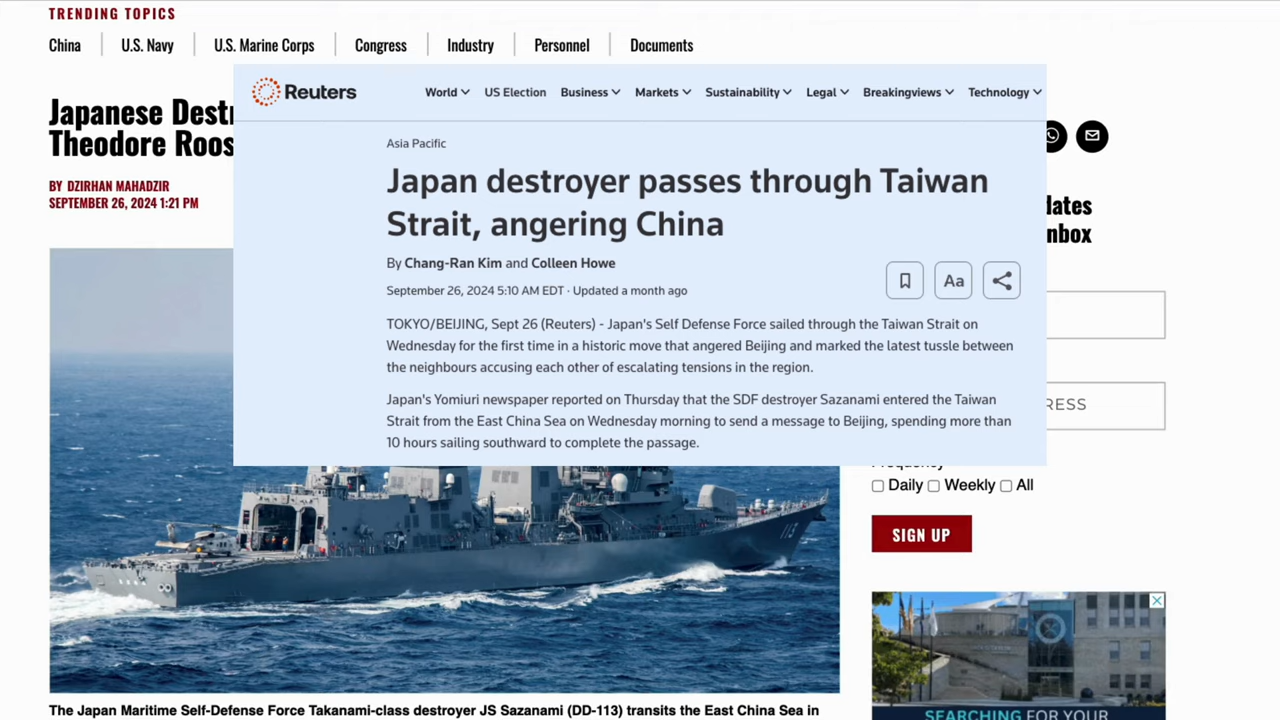 TRENDING TOPICS
China
U.S. Navy
U.S. Marine Corps
Congress
Industry
Personnel
Documents
Japanese Dest
Theodore Roos
BY DZIRHAN MAHADZIR
SEPTEMBER 26, 2024 1:21 PM
Reuters
World
US Election
Business
Markets
Sustainability
Legal
Breakingviews
Technology
Asia Pacific
Japan destroyer passes through Taiwan
Strait, angering China
By Chang-Ran Kim and Colleen Howe
September 26, 2024 5:10 AM EDT · Updated a month ago
Aa
TOKYO/BEIJING, Sept 26 (Reuters) - Japan's Self Defense Force sailed through the Taiwan Strait on
Wednesday for the first time in a historic move that angered Beijing and marked the latest tussle between
the neighbours accusing each other of escalating tensions in the region.
Japan's Yomiuri newspaper reported on Thursday that the SDF destroyer Sazanami entered the Taiwan
Strait from the East China Sea on Wednesday morning to send a message to Beijing, spending more than
10 hours sailing southward to complete the passage.
dates
nbox
RESS
Frequency
Daily
Weekly
All
SIGN UP
113
SEARCHING FOR YOUR
The Japan Maritime Self-Defense Force Takanami-class destroyer JS Sazanami (DD-113) transits the East China Sea in